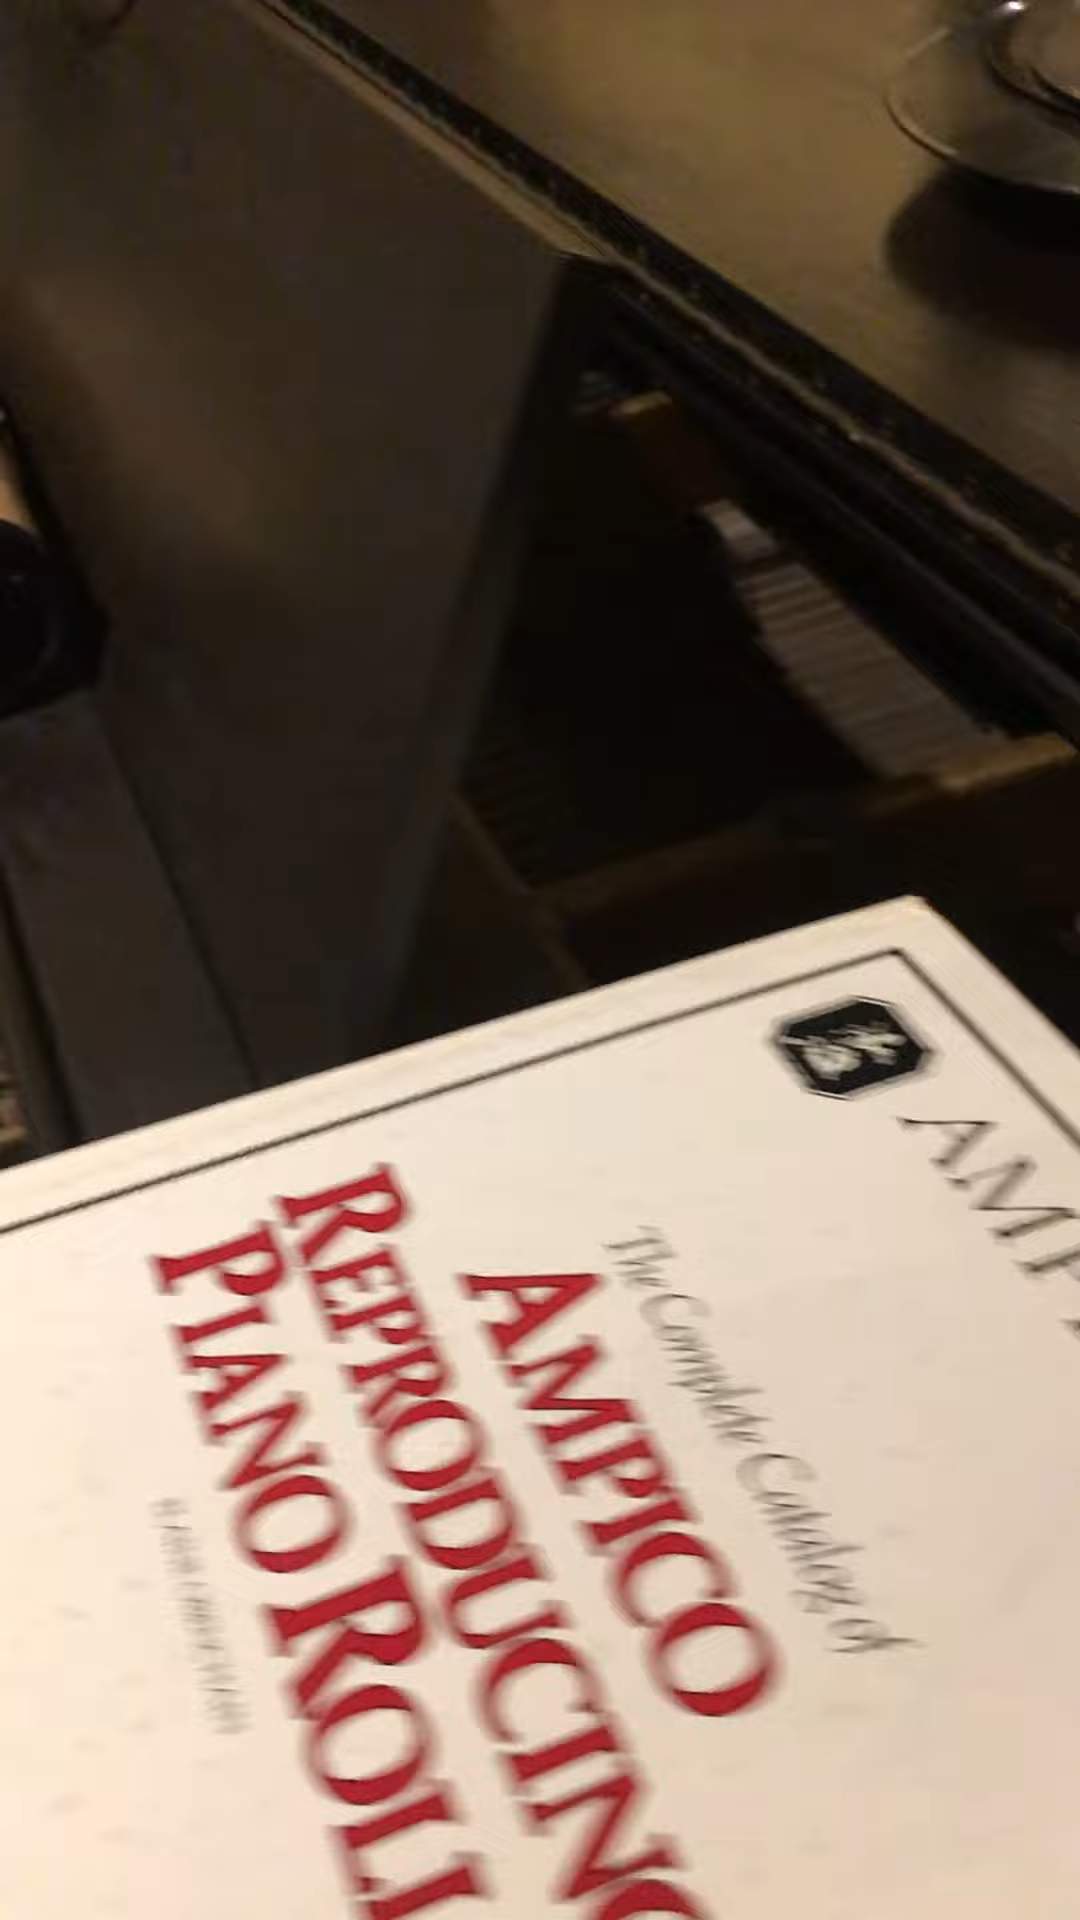 AMP
The Complete Catalog of
AMPICO
REPRODUCING
PIANO ROLL